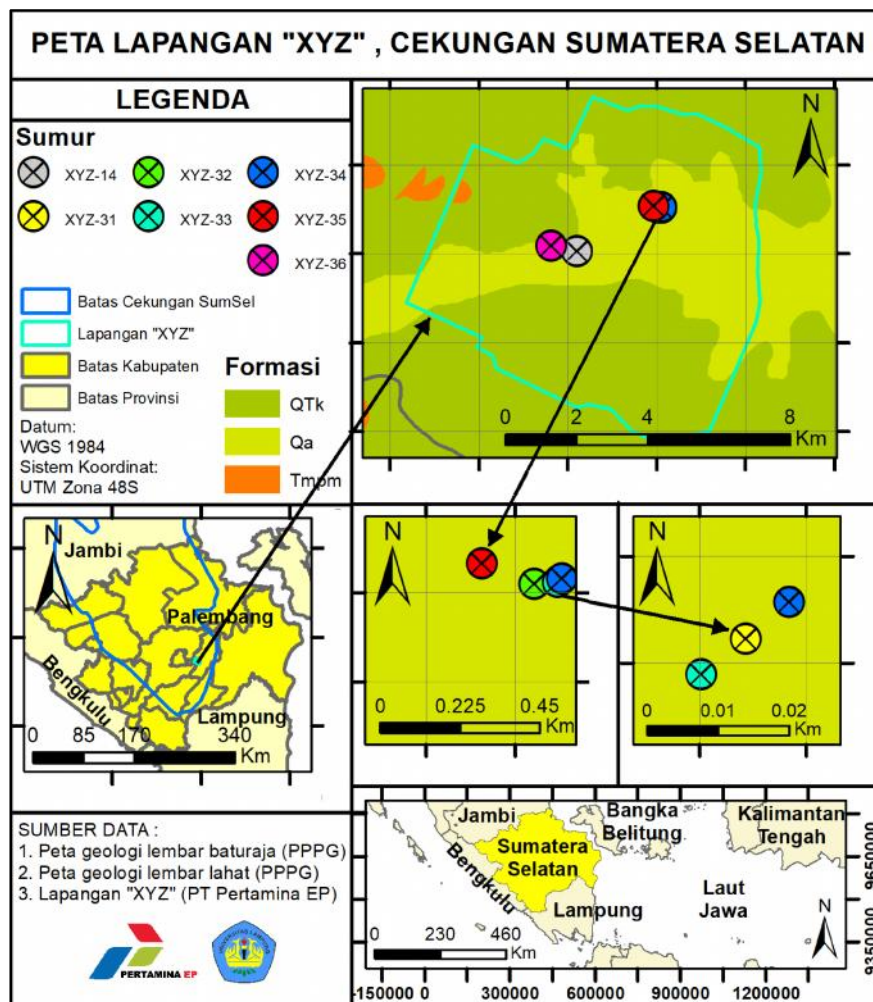 PETA LAPANGAN "XYZ" , CEKUNGAN SUMATERA SELATAN
LEGENDA
Sumur
XYZ-14
XYZ-32
XYZ-34
XYZ-31
XYZ-33
XYZ-35
XYZ-36
Batas Cekungan SumSel
Lapangan "XYZ"
Batas Kabupaten
Batas Provinsi
Datum:
WGS 1984
Sistem Koordinat:
UTM Zona 48S
Formasi
QTk
Qa
Tmpm
N
0 2 4 8
Km
N
Jambi
Palembang
Bengkulu
Lampung
0 85 170 340
Km
N
0 0.225 0.45
Km
N
0 0.01 0.02
Km
SUMBER DATA :
1. Peta geologi lembar baturaja (PPPG)
2. Peta geologi lembar lahat (PPPG)
3. Lapangan "XYZ" (PT Pertamina EP)
PERTAMINA EP
UNIVERSITAS LAMPUNG
Jambi
Bangka
Belitung
Kalimantan
Tengah
Sumatera
Selatan
Bengkulu
Lampung
Laut
Jawa
N
0 230 460
Km
9650000
9350000
-150000 0 300000 600000 900000 1200000